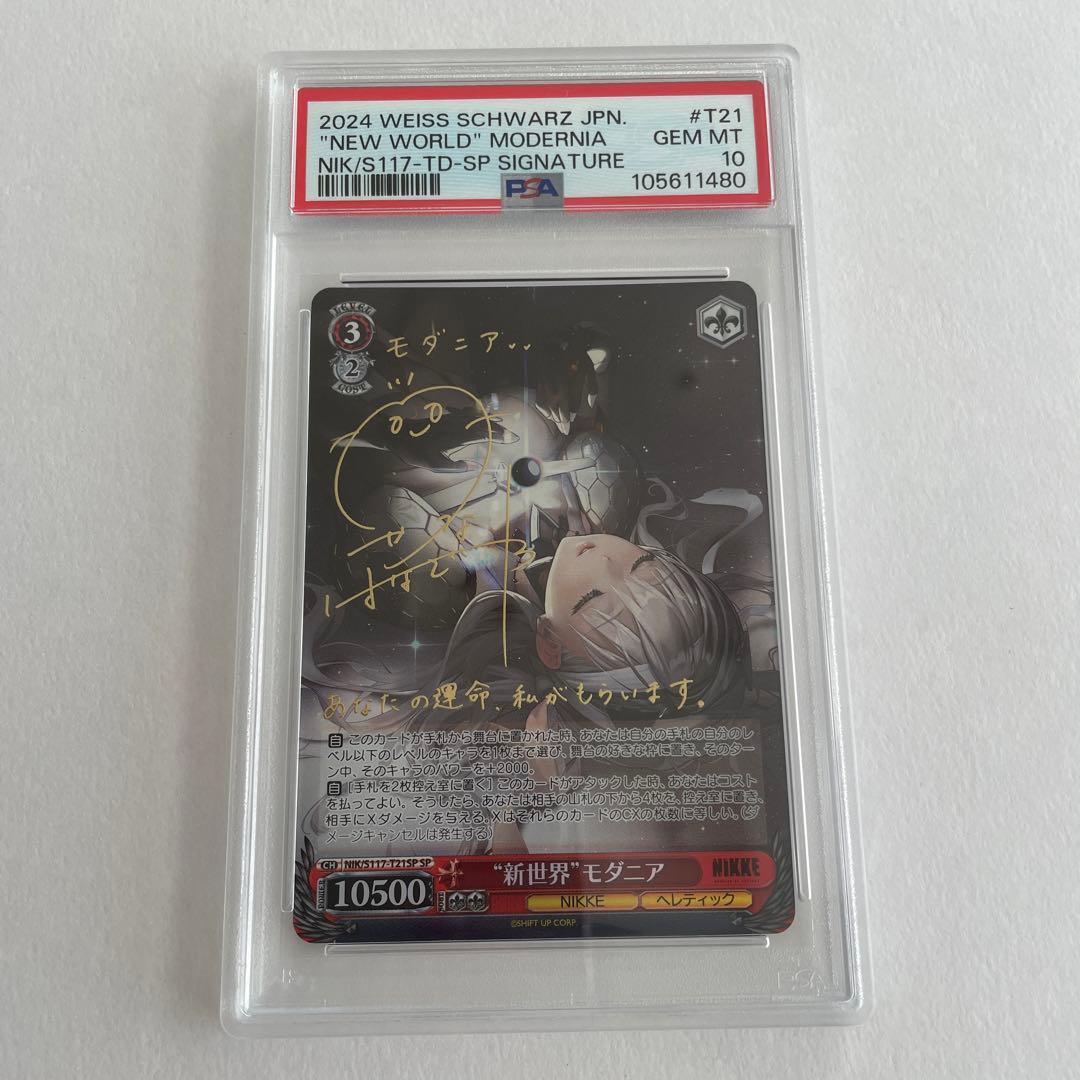 2024 WEISS SCHWARZ JPN. #T21
"NEW WORLD" MODERNIA GEM MT
NIK/S117-TD-SP SIGNATURE 10
PSA 105611480
LEVEL
3
2
COST
モダニア
あなたの運命、私がもらいます。
自 このカードが手札から舞台に置かれた時、あなたは自分の手札の自分のレ
ベル以下のレベルのキャラを1枚まで選び、舞台の好きな枠に置き、そのター
ン中、そのキャラのパワーを+2000。
自 [手札を2枚控え室に置く] このカードがアタックした時、あなたはコスト
を払ってよい。そうしたら、あなたは相手の山札の下から4枚を、控え室に置き、
相手にXダメージを与える。Xはそれらのカードの CXの枚数に等しい。(ダ
メージキャンセルは発生する)
CH NIK/S117-T21SP SP
"新世界"モダニア
NIKKE
POWER 10500 SOUL
NIKKE ヘレティック
©SHIFT UP CORP.
PSA